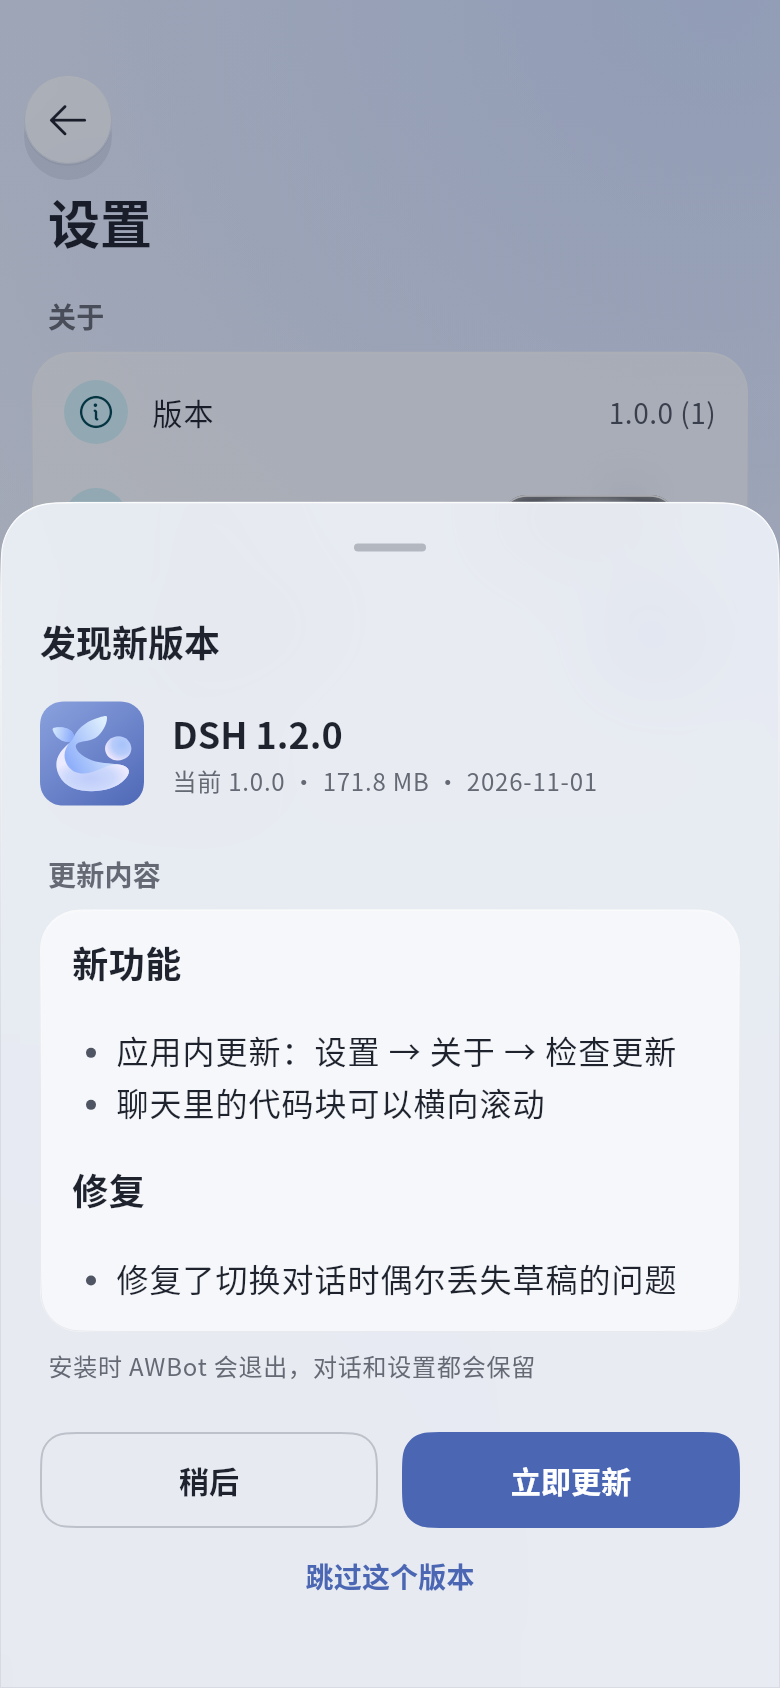 设置
关于
版本
1.0.0 (1)
发现新版本
DSH 1.2.0
当前 1.0.0 • 171.8 MB • 2026-11-01
更新内容
新功能
• 应用内更新：设置 → 关于 → 检查更新
• 聊天里的代码块可以横向滚动
修复
• 修复了切换对话时偶尔丢失草稿的问题
安装时 AWBot 会退出，对话和设置都会保留
稍后
立即更新
跳过这个版本